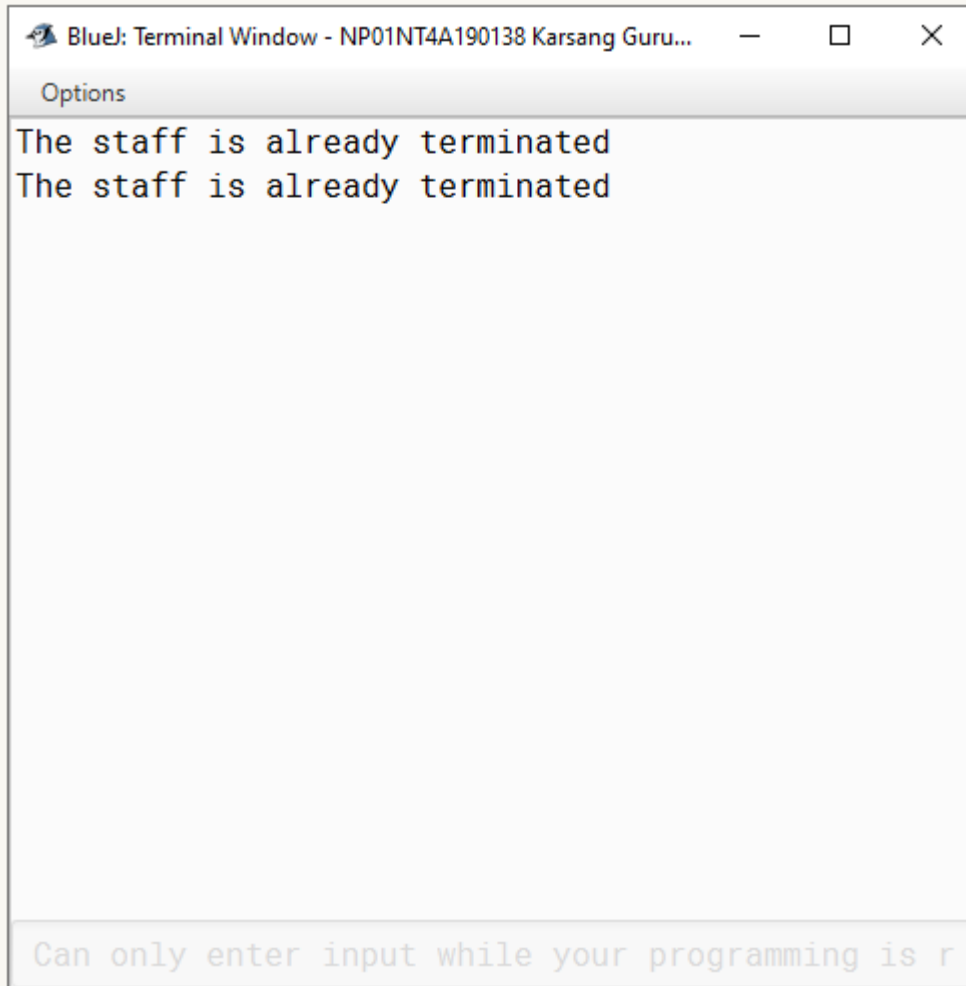 BlueJ: Terminal Window - NP01NT4A190138 Karsang Guru...
Options
The staff is already terminated
The staff is already terminated
Can only enter input while your programming is r